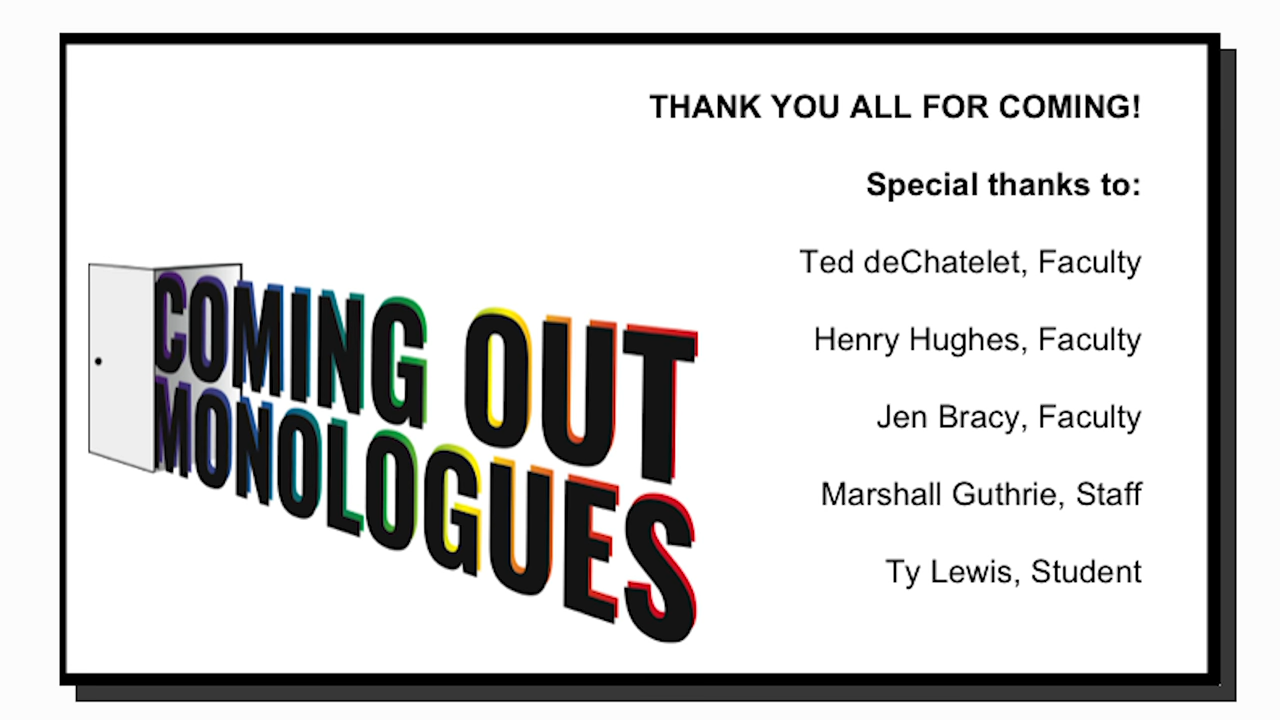 THANK YOU ALL FOR COMING!
Special thanks to:
Ted deChatelet, Faculty
Henry Hughes, Faculty
Jen Bracy, Faculty
Marshall Guthrie, Staff
Ty Lewis, Student
COMING OUT
MONOLOGUES